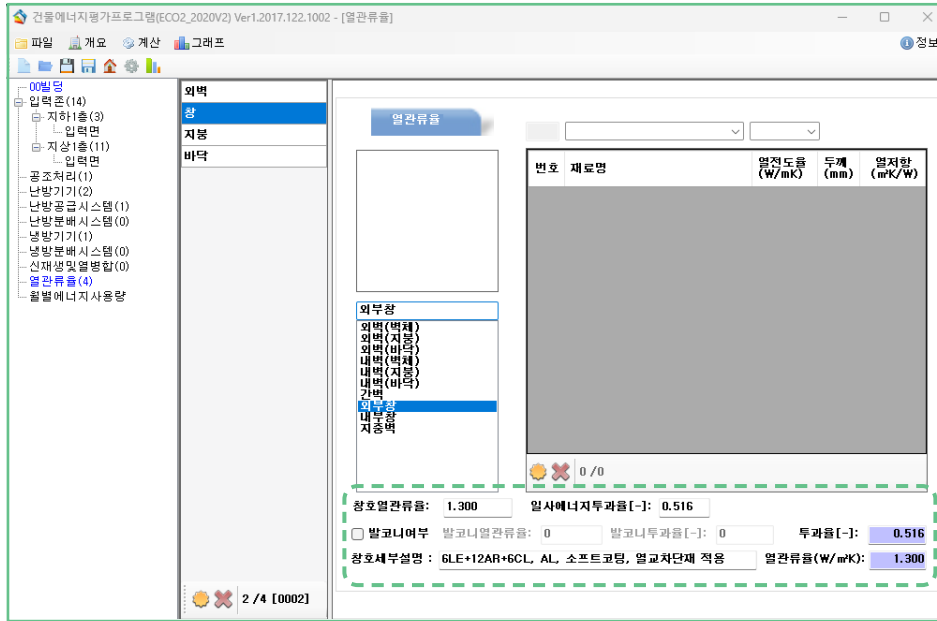 건물에너지평가프로그램(ECO2_2020V2) Ver1.2017.122.1002 - [열관류율]
파일 개요 계산 그래프 정보
00빌딩
입력존(14)
지하1층(3)
입력면
지상1층(11)
입력면
공조처리(1)
난방기기(2)
난방공급시스템(1)
난방분배시스템(0)
냉방기기(1)
냉방분배시스템(0)
신재생및열병합(0)
열관류율(4)
월별에너지사용량
외벽
창
지붕
바닥
2 /4 [0002]
열관류율
번호 재료명 열전도율 (W/mK) 두께 (mm) 열저항 (㎡K/W)
외부창
외벽(벽체)
외벽(지붕)
외벽(바닥)
내벽(벽체)
내벽(지붕)
내벽(바닥)
간벽
외부창
내부창
지중벽
0 /0
창호열관류율: 1.300 일사에너지투과율[-]: 0.516
발코니여부 발코니열관류율: 0 발코니투과율[-]: 0 투과율[-]: 0.516
창호세부설명 : 6LE+12AR+6CL, AL, 소프트코팅, 열교차단재 적용 열관류율(W/㎡K): 1.300